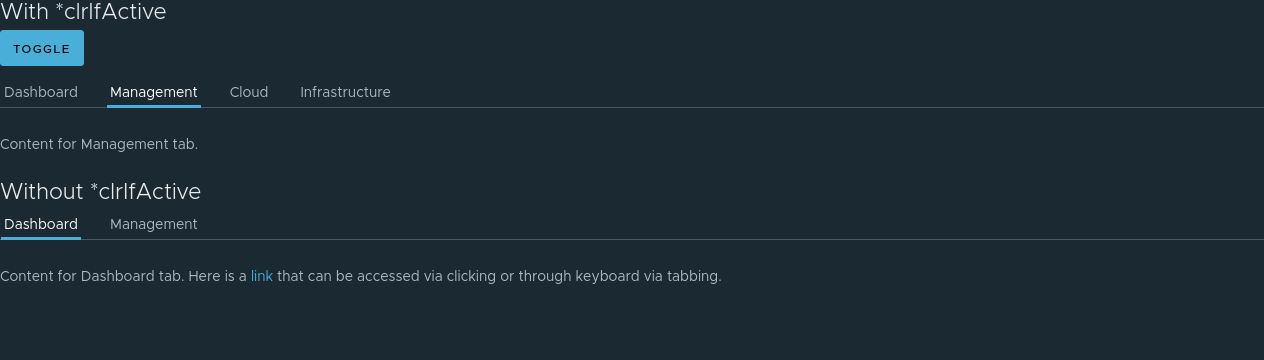 With *clrIfActive
TOGGLE
Dashboard Management Cloud Infrastructure
Content for Management tab.
Without *clrIfActive
Dashboard Management
Content for Dashboard tab. Here is a link that can be accessed via clicking or through keyboard via tabbing.